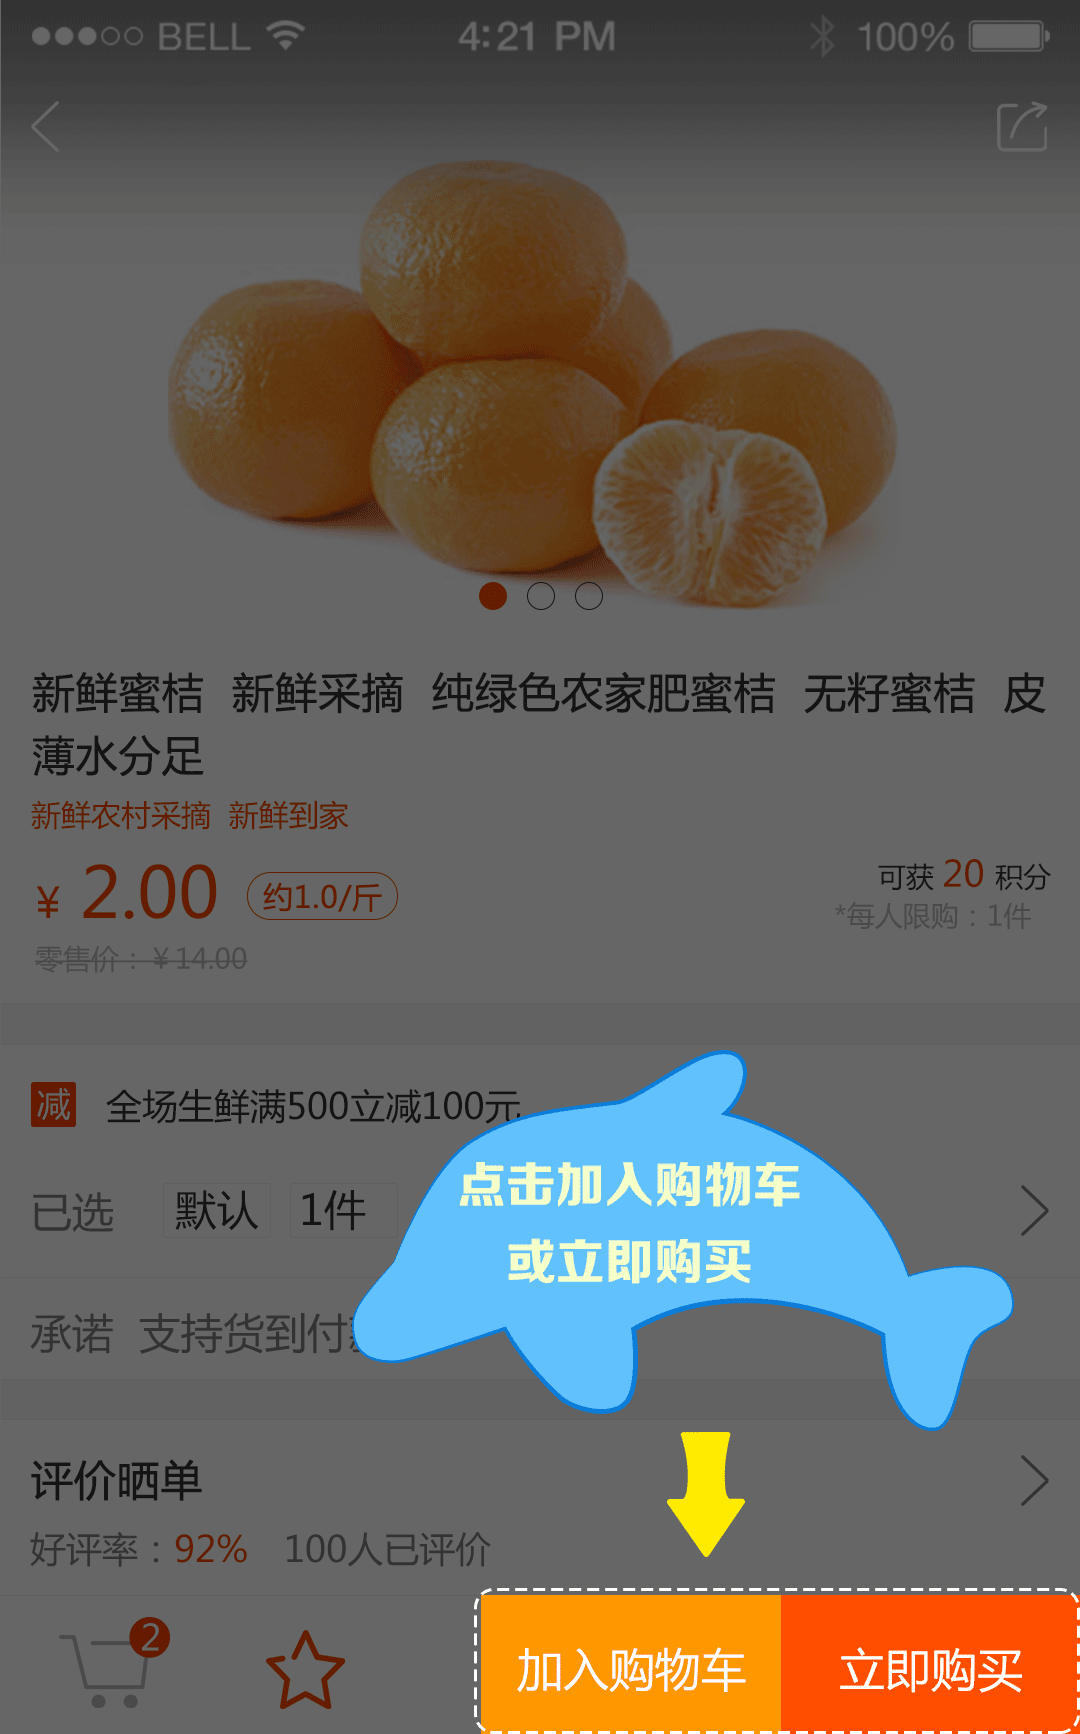 BELL 4:21 PM 100%
新鲜蜜桔 新鲜采摘 纯绿色农家肥蜜桔 无籽蜜桔 皮
薄水分足
新鲜农村采摘 新鲜到家
¥ 2.00 约1.0/斤
可获 20 积分
*每人限购：1件
零售价：¥14.00
减 全场生鲜满500立减100元
点击加入购物车
或立即购买
已选 默认 1件
承诺 支持货到付
评价晒单
好评率：92% 100人已评价
2
加入购物车 立即购买